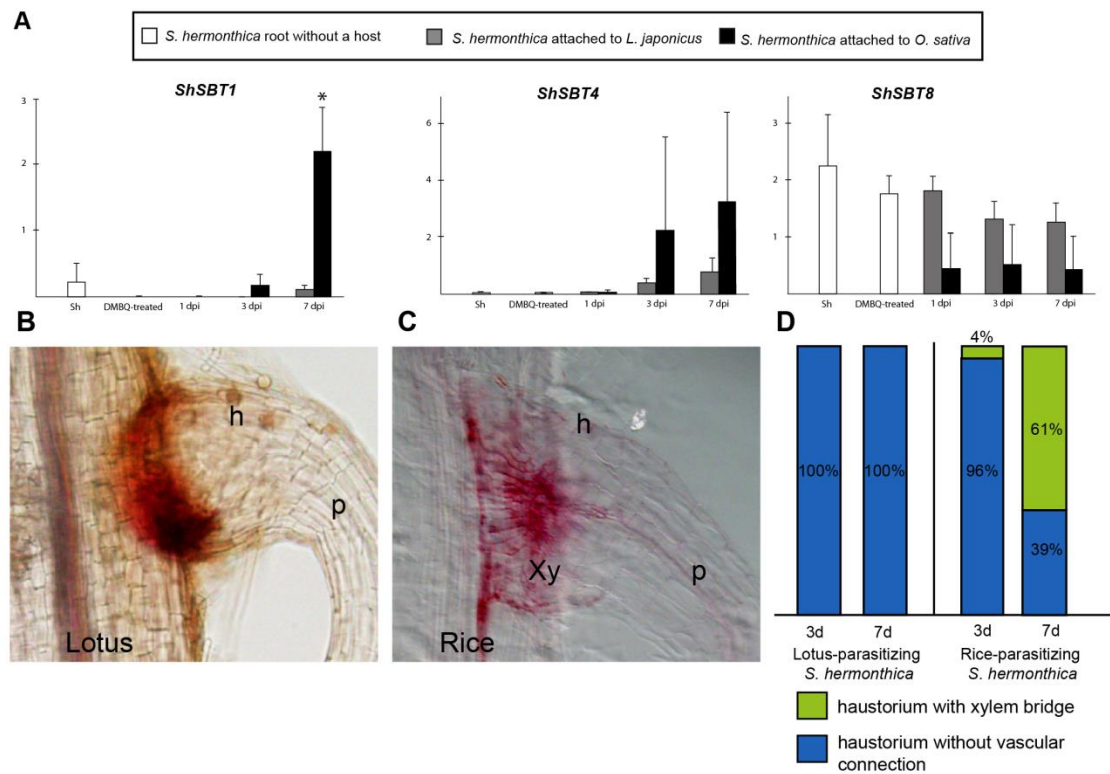 A
S. hermonthica root without a host
S. hermonthica attached to L. japonicus
S. hermonthica attached to O. sativa
ShSBT1
3
2
1
*
Sh
DMBQ-treated
1 dpi
3 dpi
7 dpi
ShSBT4
6
4
2
Sh
DMBQ-treated
1 dpi
3 dpi
7 dpi
ShSBT8
3
2
1
Sh
DMBQ-treated
1 dpi
3 dpi
7 dpi
B
h
p
Lotus
C
h
Xy
p
Rice
D
4%
100%
100%
96%
61%
39%
3d
7d
3d
7d
Lotus-parasitizing
S. hermonthica
Rice-parasitizing
S. hermonthica
haustorium with xylem bridge
haustorium without vascular
connection